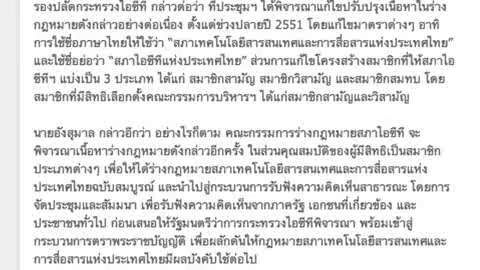 รองปลัดกระทรวงไอซีที กล่าวต่อว่า ที่ประชุมฯ ได้พิจารณาแก้ไขปรับปรุงเนื้อหาในร่าง
กฎหมายดังกล่าวอย่างต่อเนื่อง ตั้งแต่ช่วงปลายปี 2551 โดยแก้ไขมาตราต่างๆ อาทิ
การใช้ชื่อภาษาไทยให้ใช้ว่า “สภาเทคโนโลยีสารสนเทศและการสื่อสารแห่งประเทศไทย”
และใช้ชื่อย่อว่า “สภาไอซีทีแห่งประเทศไทย” ส่วนการแก้ไขโครงสร้างสมาชิกที่ให้สภาไอ
ซีทีฯ แบ่งเป็น 3 ประเภท ได้แก่ สมาชิกสามัญ สมาชิกวิสามัญ และสมาชิกสมทบ โดย
สมาชิกที่มีสิทธิเลือกตั้งคณะกรรมการบริหารฯ ได้แก่สมาชิกสามัญและวิสามัญ
นายอังสุมาล กล่าวอีกว่า อย่างไรก็ตาม คณะกรรมการร่างกฎหมายสภาไอซีที จะ
พิจารณาเนื้อหาร่างกฎหมายดังกล่าวอีกครั้ง ในส่วนคุณสมบัติของผู้มีสิทธิเป็นสมาชิก
ประเภทต่างๆ เพื่อให้ได้ร่างกฎหมายสภาเทคโนโลยีสารสนเทศและการสื่อสารแห่ง
ประเทศไทยฉบับสมบูรณ์ และนำไปสู่กระบวนการรับฟังความคิดเห็นสาธารณะ โดยการ
จัดประชุมและสัมมนา เพื่อรับฟังความคิดเห็นจากภาครัฐ เอกชนที่เกี่ยวข้อง และ
ประชาชนทั่วไป ก่อนเสนอให้รัฐมนตรีว่าการกระทรวงไอซีทีพิจารณา พร้อมเข้าสู่
กระบวนการตราพระราชบัญญัติ เพื่อผลักดันให้กฎหมายสภาเทคโนโลยีสารสนเทศและ
การสื่อสารแห่งประเทศไทยมีผลบังคับใช้ต่อไป